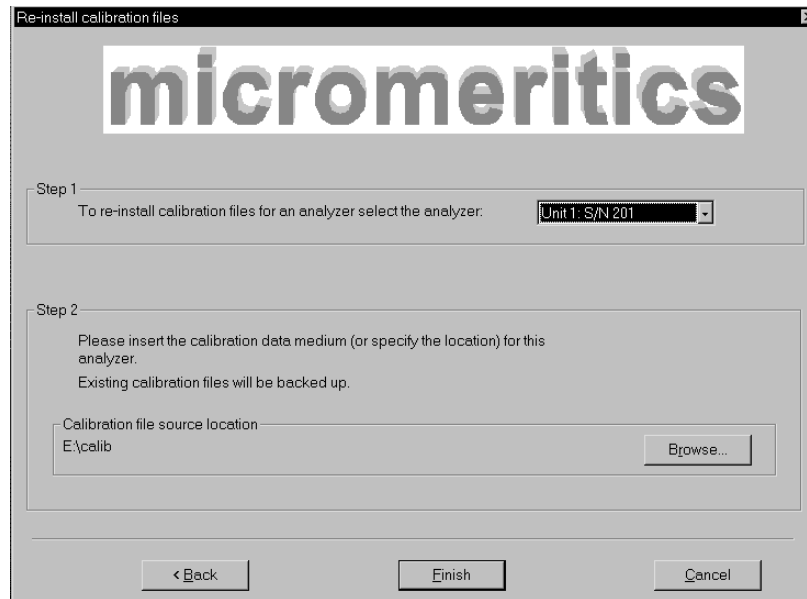 Re-install calibration files
micromeritics
Step 1
To re-install calibration files for an analyzer select the analyzer:
Unit 1: S/N 201
Step 2
Please insert the calibration data medium (or specify the location) for this
analyzer.
Existing calibration files will be backed up.
Calibration file source location
E:\calib
Browse...
< Back
Finish
Cancel